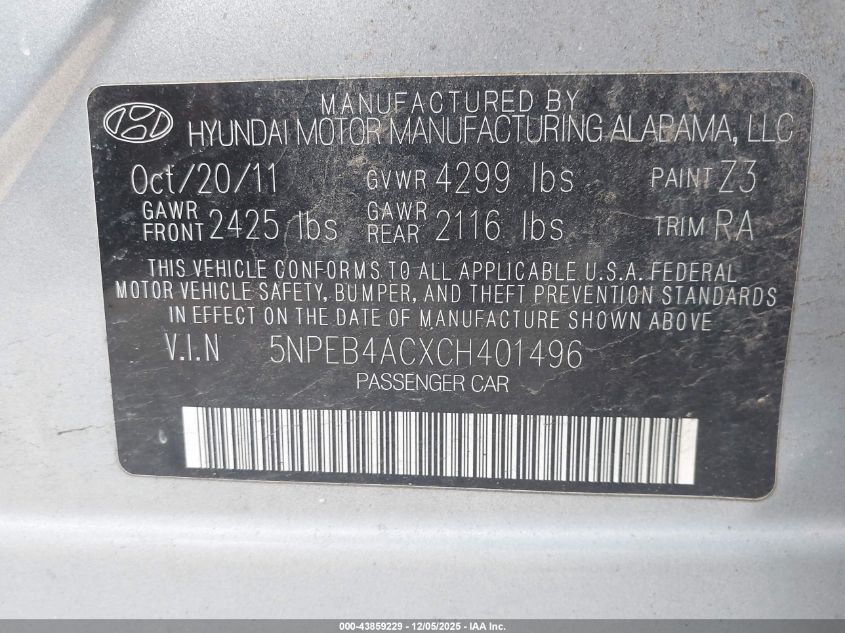 MANUFACTURED BY
HYUNDAI MOTOR MANUFACTURING ALABAMA, LLC
Oct/20/11 GVWR 4299 lbs PAINT Z3
GAWR FRONT 2425 lbs GAWR REAR 2116 lbs TRIM RA
THIS VEHICLE CONFORMS TO ALL APPLICABLE U.S.A. FEDERAL
MOTOR VEHICLE SAFETY, BUMPER, AND THEFT PREVENTION STANDARDS
IN EFFECT ON THE DATE OF MANUFACTURE SHOWN ABOVE
V.I.N 5NPEB4ACXCH401496
PASSENGER CAR
000-43859229 - 12/05/2025 - IAA Inc.